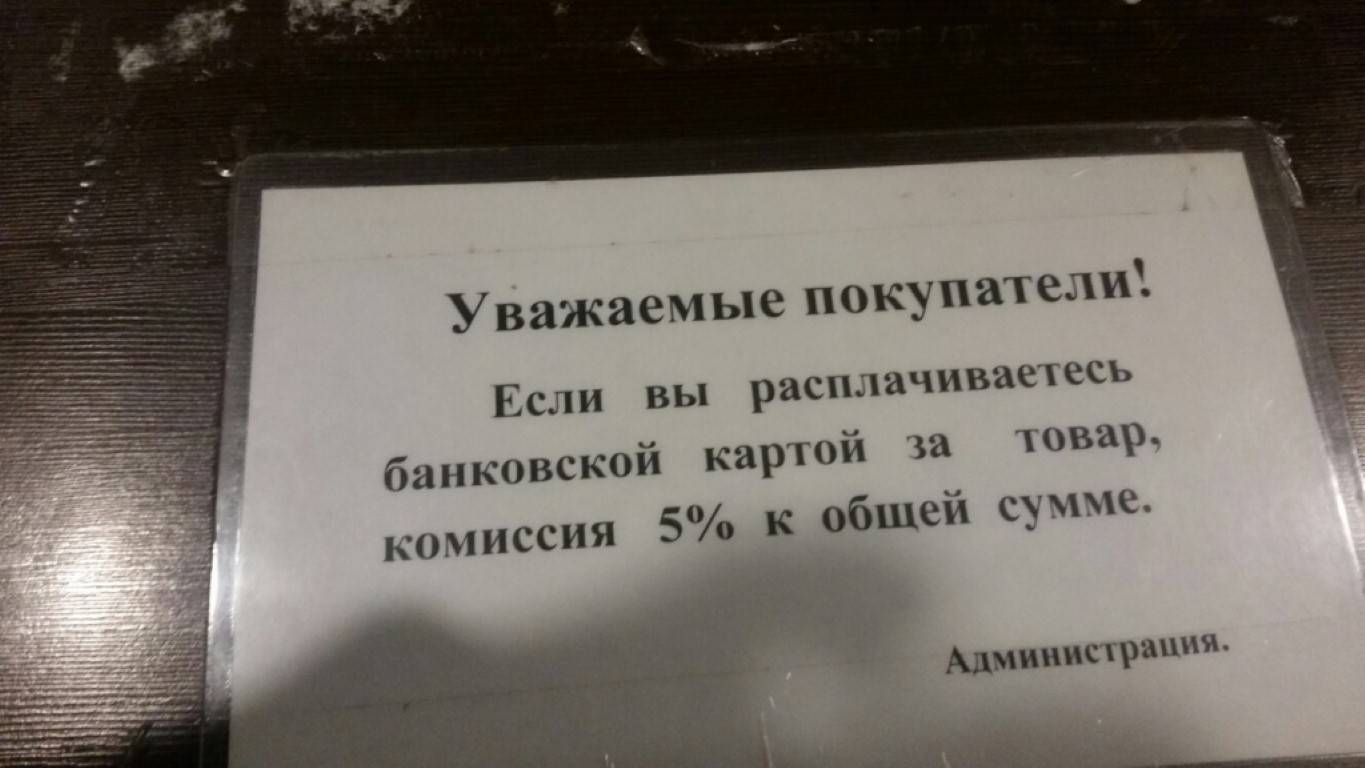 Уважаемые покупатели!
Если вы расплачиваетесь
банковской картой за товар,
комиссия 5% к общей сумме.
Администрация.